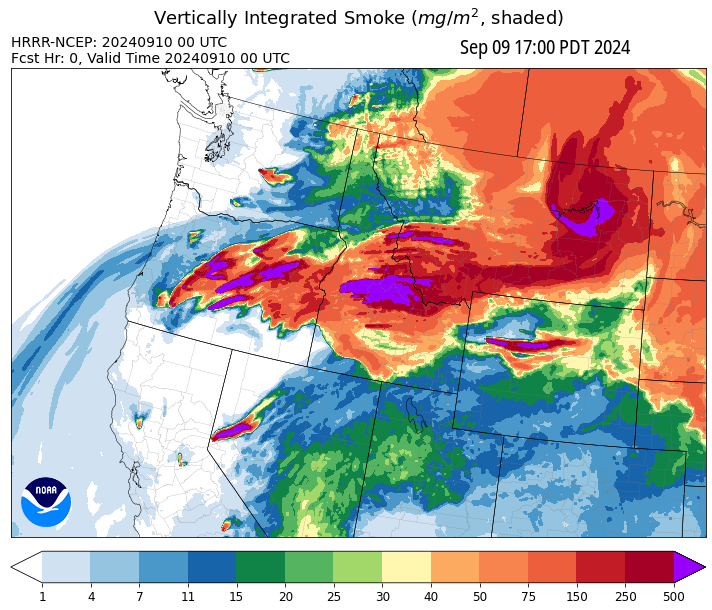 Vertically Integrated Smoke (mg/m², shaded)
HRRR-NCEP: 20240910 00 UTC
Fcst Hr: 0, Valid Time 20240910 00 UTC
Sep 09 17:00 PDT 2024
NOAA
1 4 7 11 15 20 25 30 40 50 75 150 250 500